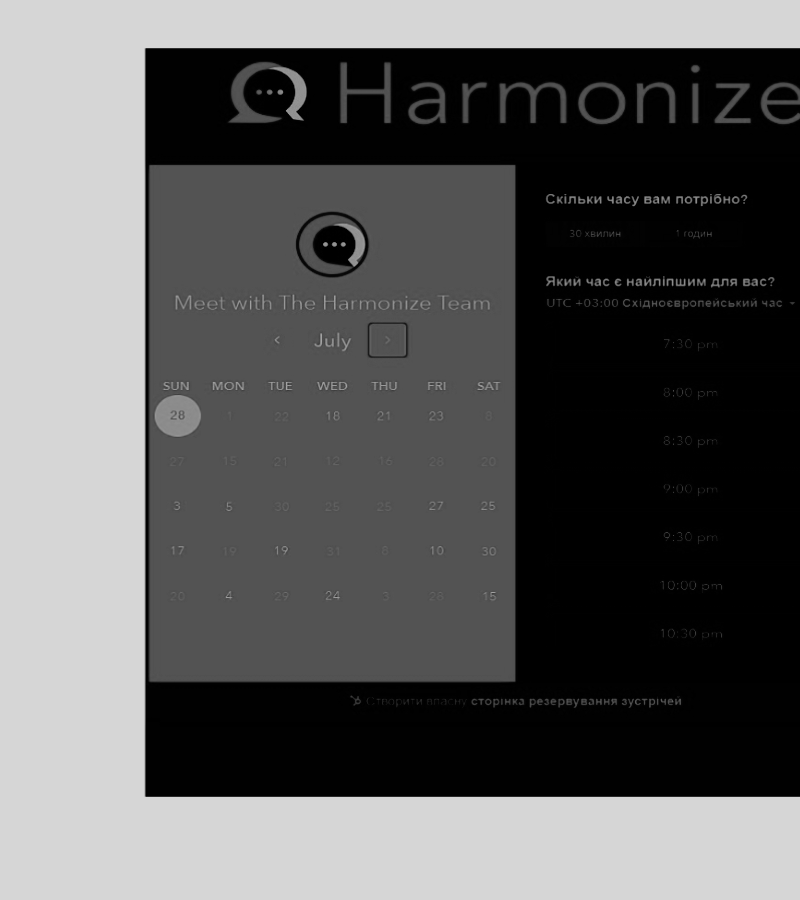 Harmonize
Meet with The Harmonize Team
July
SUN MON TUE WED THU FRI SAT
28 1 22 18 21 23 8
27 15 21 12 16 28 20
3 5 30 25 25 27 25
17 19 19 31 8 10 30
20 4 29 24 3 28 15
Скільки часу вам потрібно?
30 хвилин 1 годин
Який час є найліпшим для вас?
UTC +03:00 Східноєвропейський час
7:30 pm
8:00 pm
8:30 pm
9:00 pm
9:30 pm
10:00 pm
10:30 pm
Створити власну сторінка резервування зустрічей